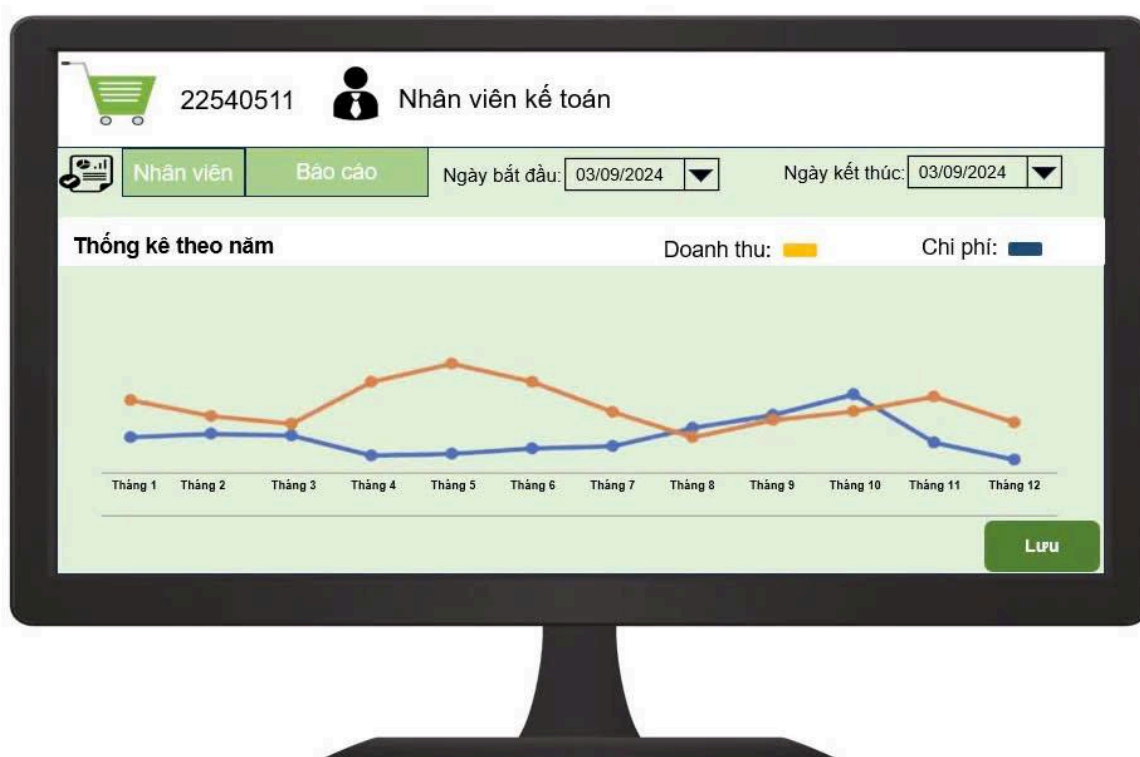 22540511 Nhân viên kế toán
Nhân viên Báo cáo Ngày bắt đầu: 03/09/2024 Ngày kết thúc: 03/09/2024
Thống kê theo năm Doanh thu: Chi phí:
Tháng 1 Tháng 2 Tháng 3 Tháng 4 Tháng 5 Tháng 6 Tháng 7 Tháng 8 Tháng 9 Tháng 10 Tháng 11 Tháng 12
Lưu